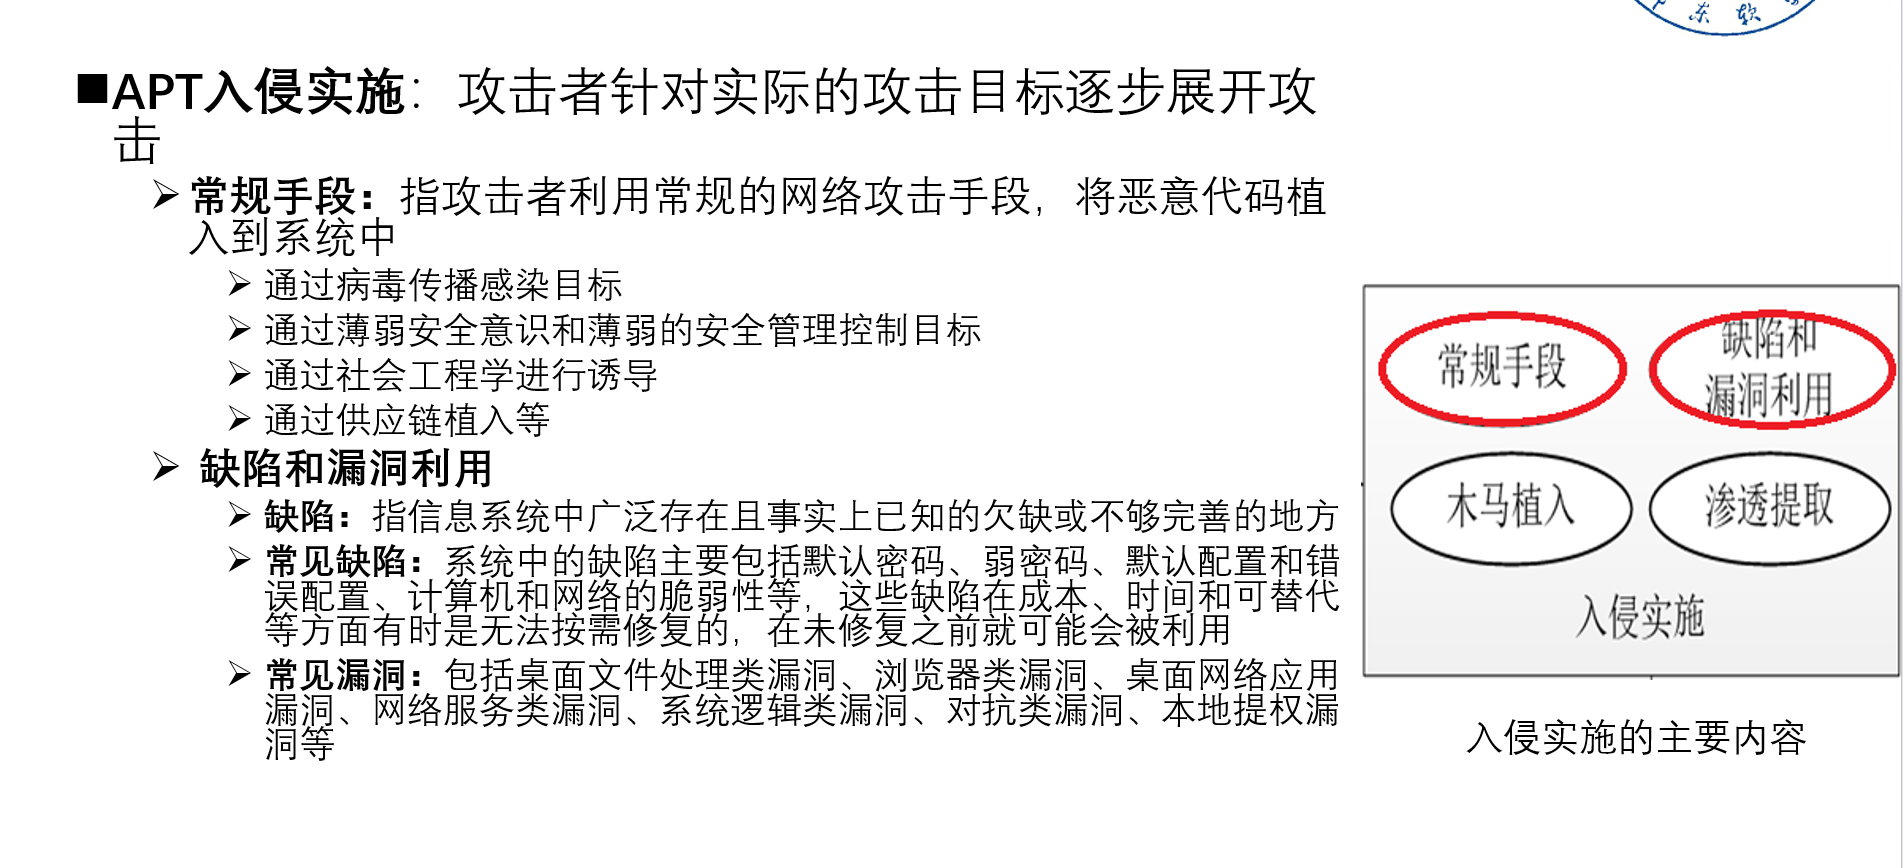 东软
■APT入侵实施：攻击者针对实际的攻击目标逐步展开攻
击
➢常规手段：指攻击者利用常规的网络攻击手段，将恶意代码植
入到系统中
➢通过病毒传播感染目标
➢通过薄弱安全意识和薄弱的安全管理控制目标
➢通过社会工程学进行诱导
➢通过供应链植入等
➢缺陷和漏洞利用
➢缺陷：指信息系统中广泛存在且事实上已知的欠缺或不够完善的地方
➢常见缺陷：系统中的缺陷主要包括默认密码、弱密码、默认配置和错
误配置、计算机和网络的脆弱性等，这些缺陷在成本、时间和可替代
等方面有时是无法按需修复的，在未修复之前就可能会被利用
➢常见漏洞：包括桌面文件处理类漏洞、浏览器类漏洞、桌面网络应用
漏洞、网络服务类漏洞、系统逻辑类漏洞、对抗类漏洞、本地提权漏
洞等
常规手段
缺陷和
漏洞利用
木马植入
渗透提取
入侵实施
入侵实施的主要内容